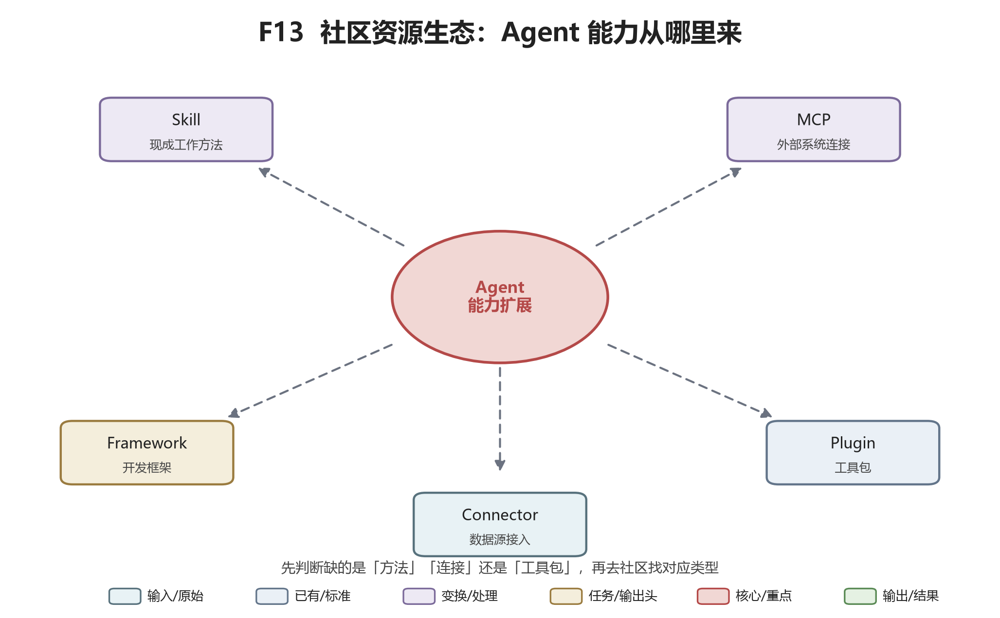 F13 社区资源生态：Agent 能力从哪里来
Skill
现成工作方法
MCP
外部系统连接
Agent
能力扩展
Framework
开发框架
Plugin
工具包
Connector
数据源接入
先判断缺的是「方法」「连接」还是「工具包」，再去社区找对应类型
输入/原始
已有/标准
变换/处理
任务/输出头
核心/重点
输出/结果